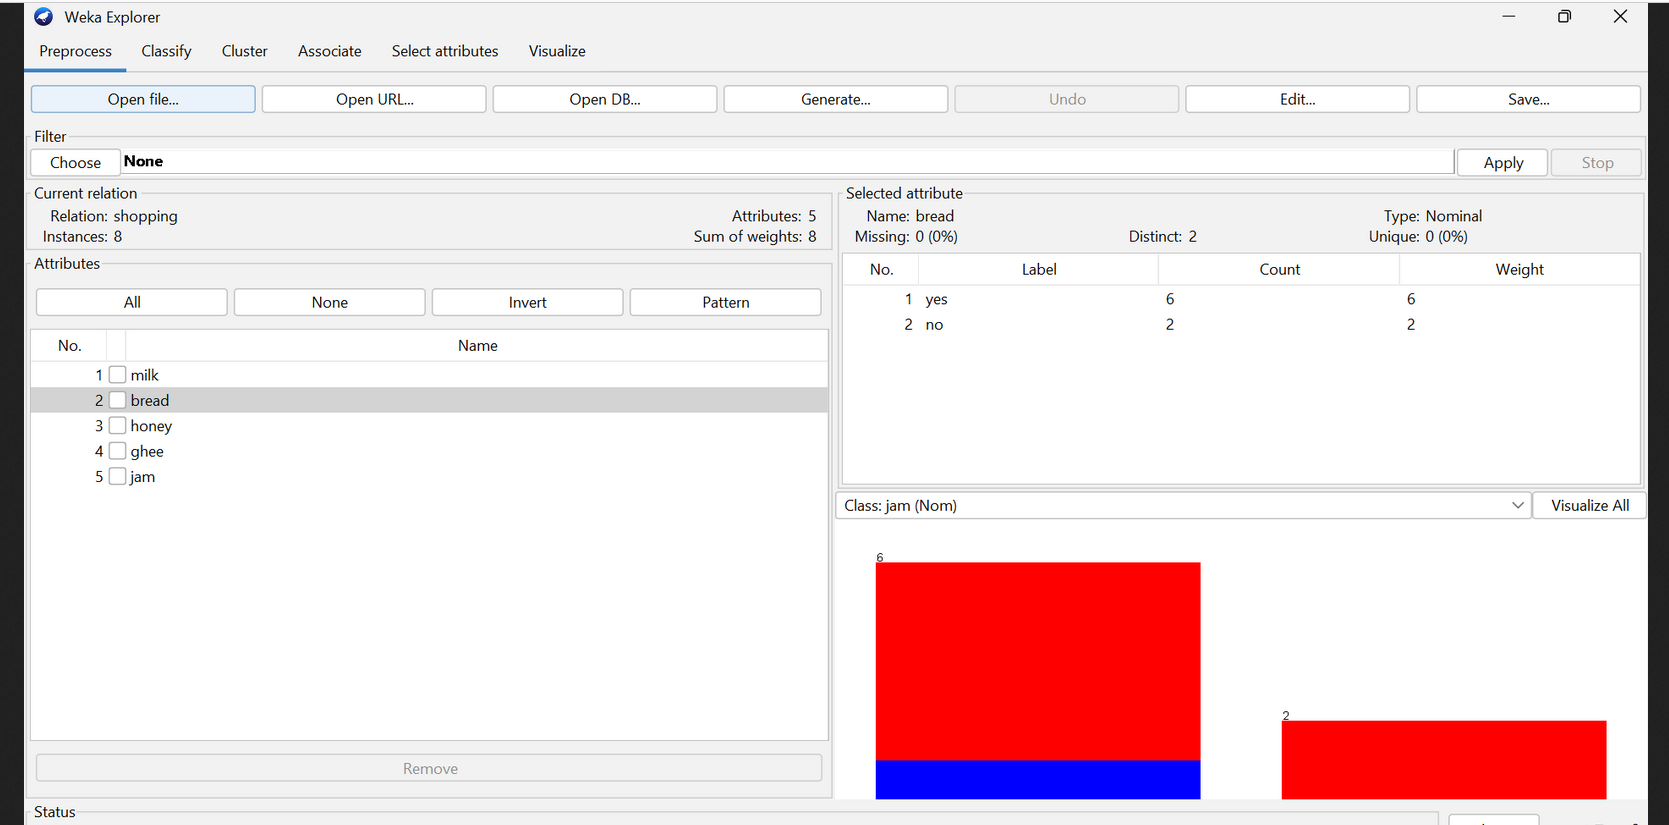 Weka Explorer
Preprocess Classify Cluster Associate Select attributes Visualize
Open file... Open URL... Open DB... Generate... Undo Edit... Save...
Filter
Choose None Apply Stop
Current relation
Relation: shopping Attributes: 5
Instances: 8 Sum of weights: 8
Attributes
All None Invert Pattern
No. Name
1 milk
2 bread
3 honey
4 ghee
5 jam
Remove
Selected attribute
Name: bread Type: Nominal
Missing: 0 (0%) Distinct: 2 Unique: 0 (0%)
No. Label Count Weight
1 yes 6 6
2 no 2 2
Class: jam (Nom) Visualize All
6
2
Status